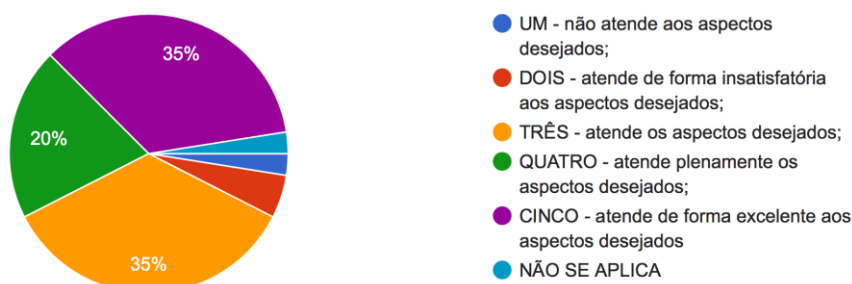 35%
20%
35%
UM - não atende aos aspectos
desejados;
DOIS - atende de forma insatisfatória
aos aspectos desejados;
TRÊS - atende os aspectos desejados;
QUATRO - atende plenamente os
aspectos desejados;
CINCO - atende de forma excelente aos
aspectos desejados
NÃO SE APLICA